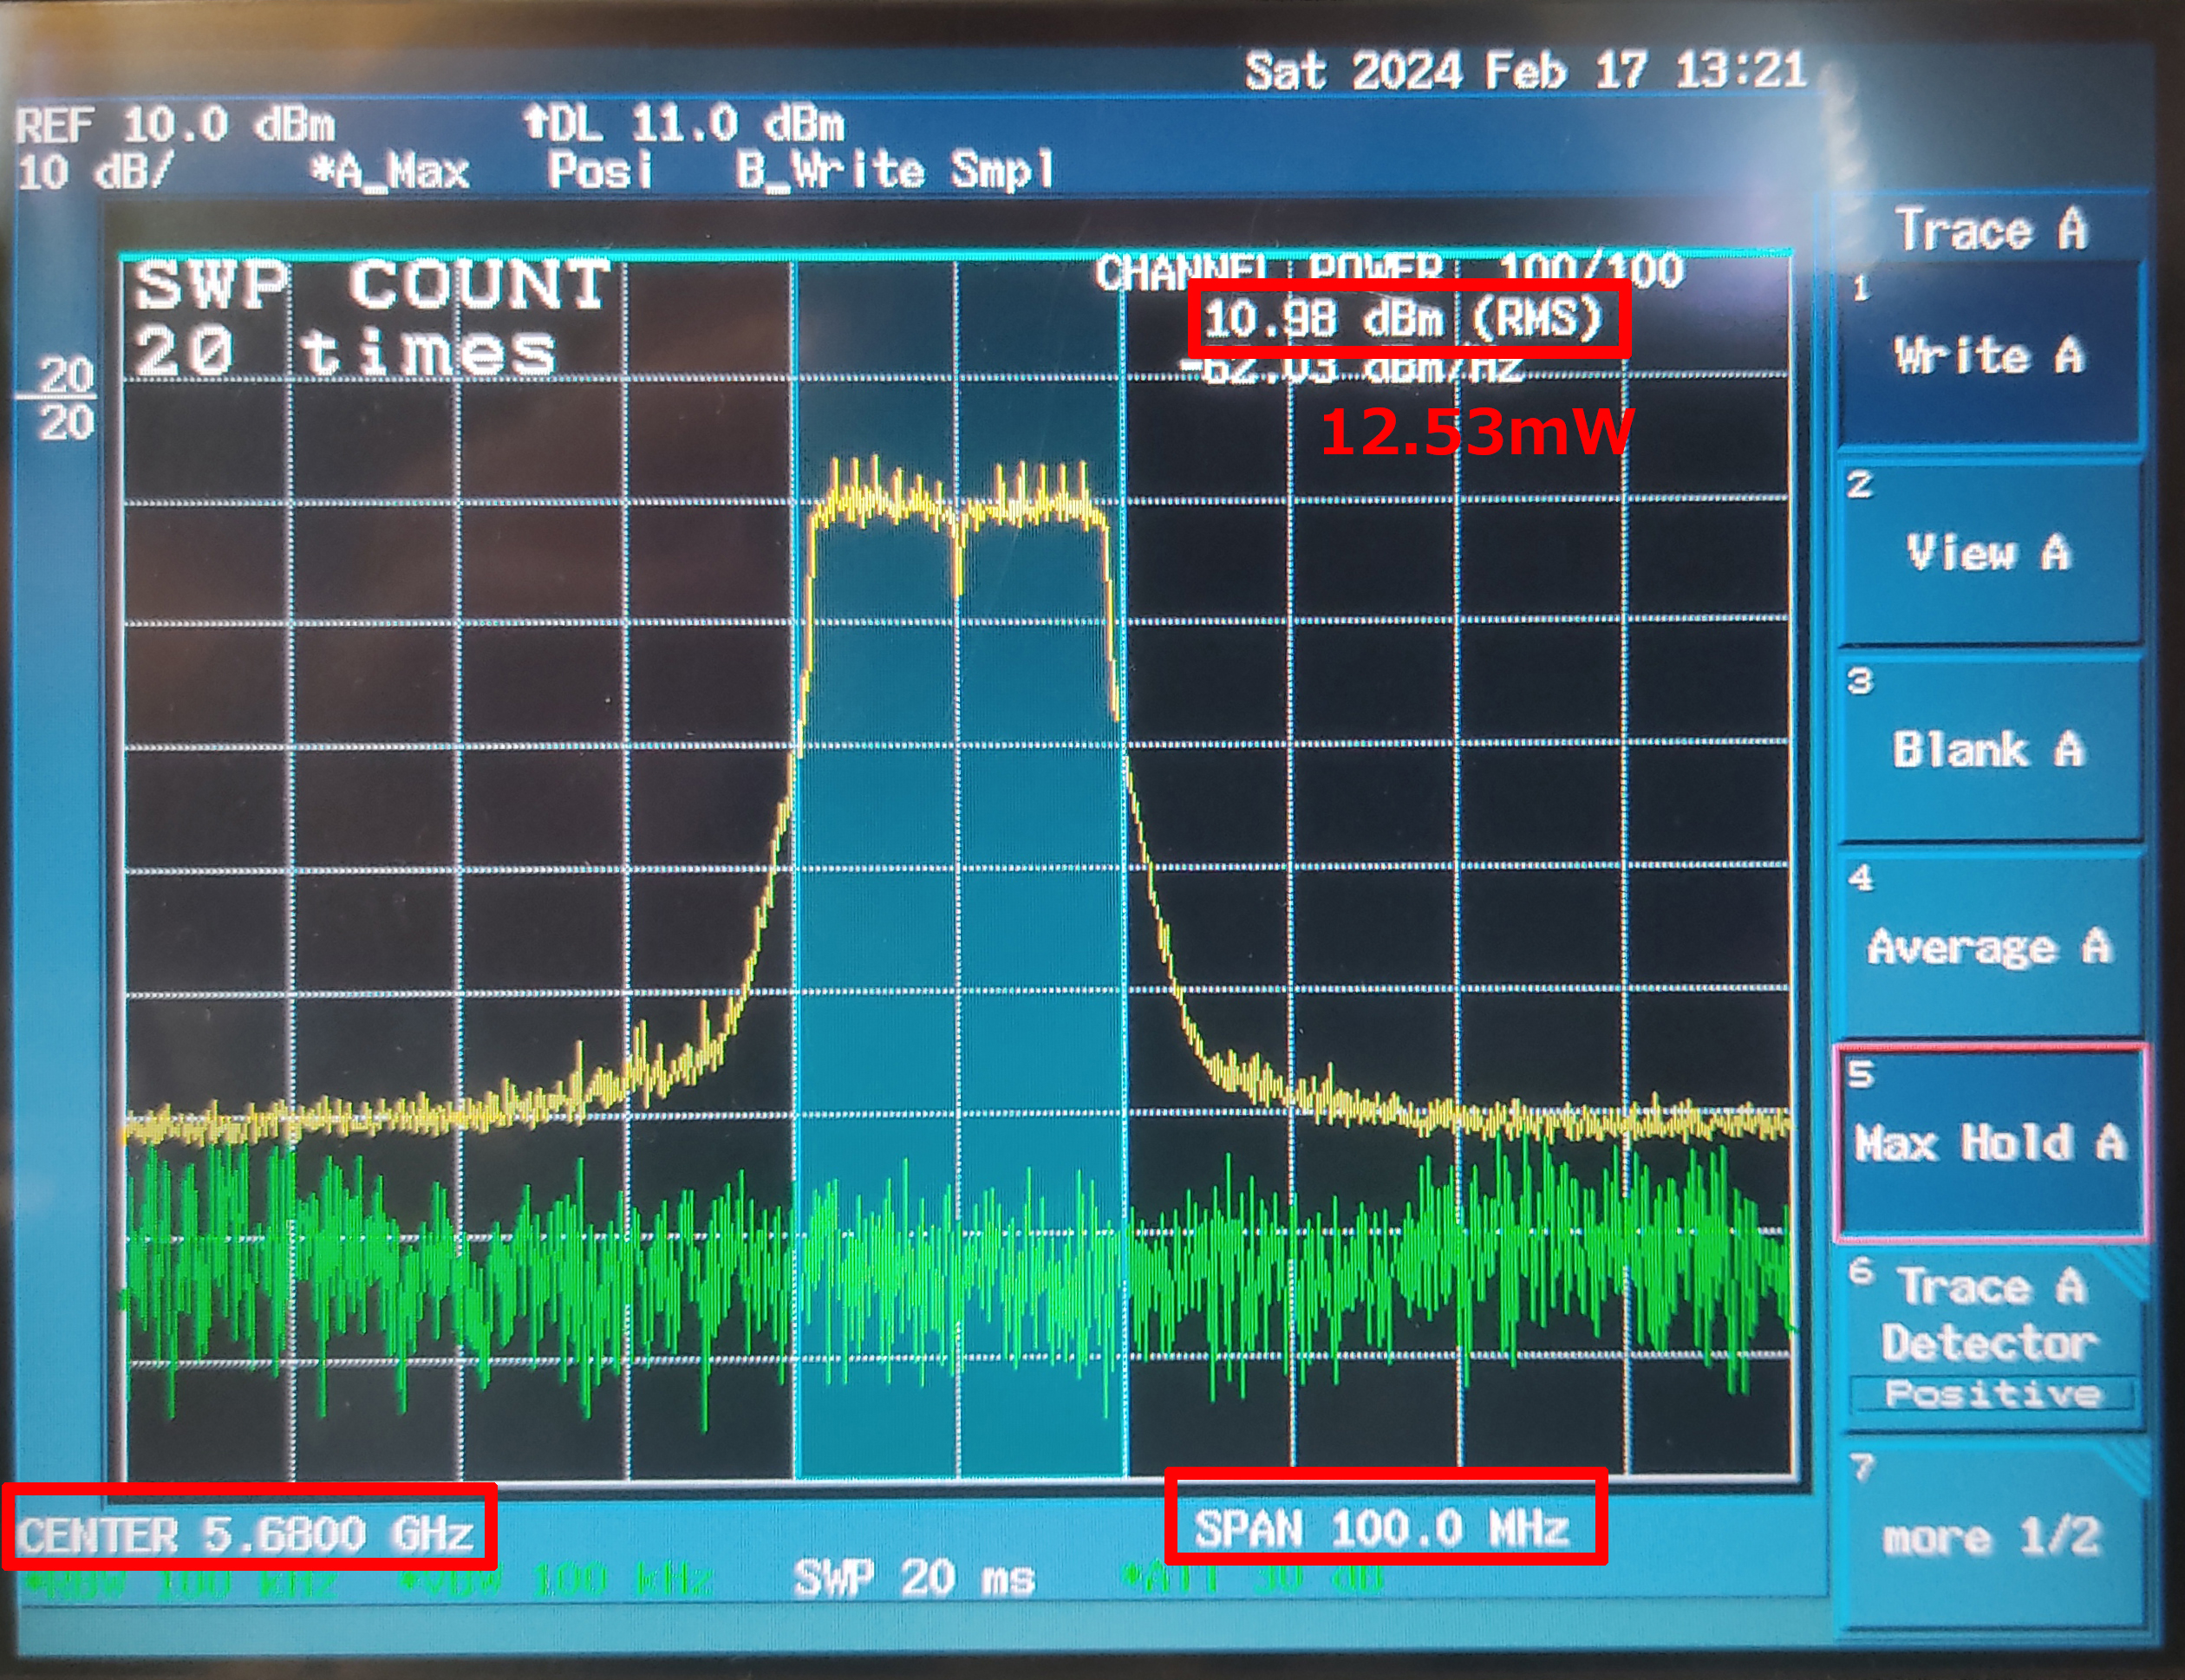 Sat 2024 Feb 17 13:21
REF 10.0 dBm ↑DL 11.0 dBm
10 dB/ *A_Max Posi B_Write Smpl
SWP COUNT
20 times
CHANNEL POWER 100/100
10.98 dBm (RMS)
-62.03 dBm/Hz
12.53mW
20
20
Trace A
1
Write A
2
View A
3
Blank A
4
Average A
5
Max Hold A
6
Trace A
Detector
Positive
7
more 1/2
CENTER 5.6800 GHz
SPAN 100.0 MHz
*RBW 100 kHz *VBW 100 kHz SWP 20 ms *ATT 30 dB